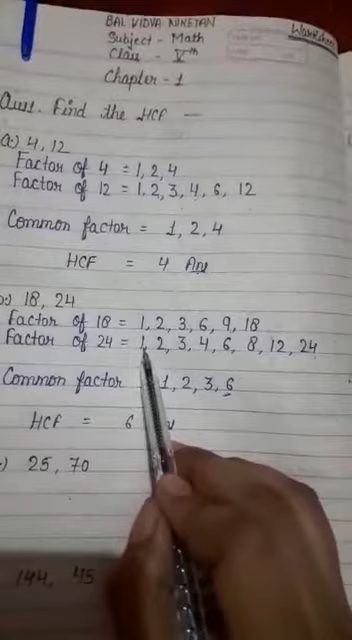 BAL VIDYA NIKETAN
Subject - Math
Class - Vth
Chapter - 1
Ques. Find the HCF -
a) 4, 12
Factor of 4 = 1, 2, 4
Factor of 12 = 1, 2, 3, 4, 6, 12
Common factor = 1, 2, 4
HCF = 4 Ans
b) 18, 24
Factor of 18 = 1, 2, 3, 6, 9, 18
Factor of 24 = 1, 2, 3, 4, 6, 8, 12, 24
Common factor 1, 2, 3, 6
HCF = 6
) 25, 70
144, 45